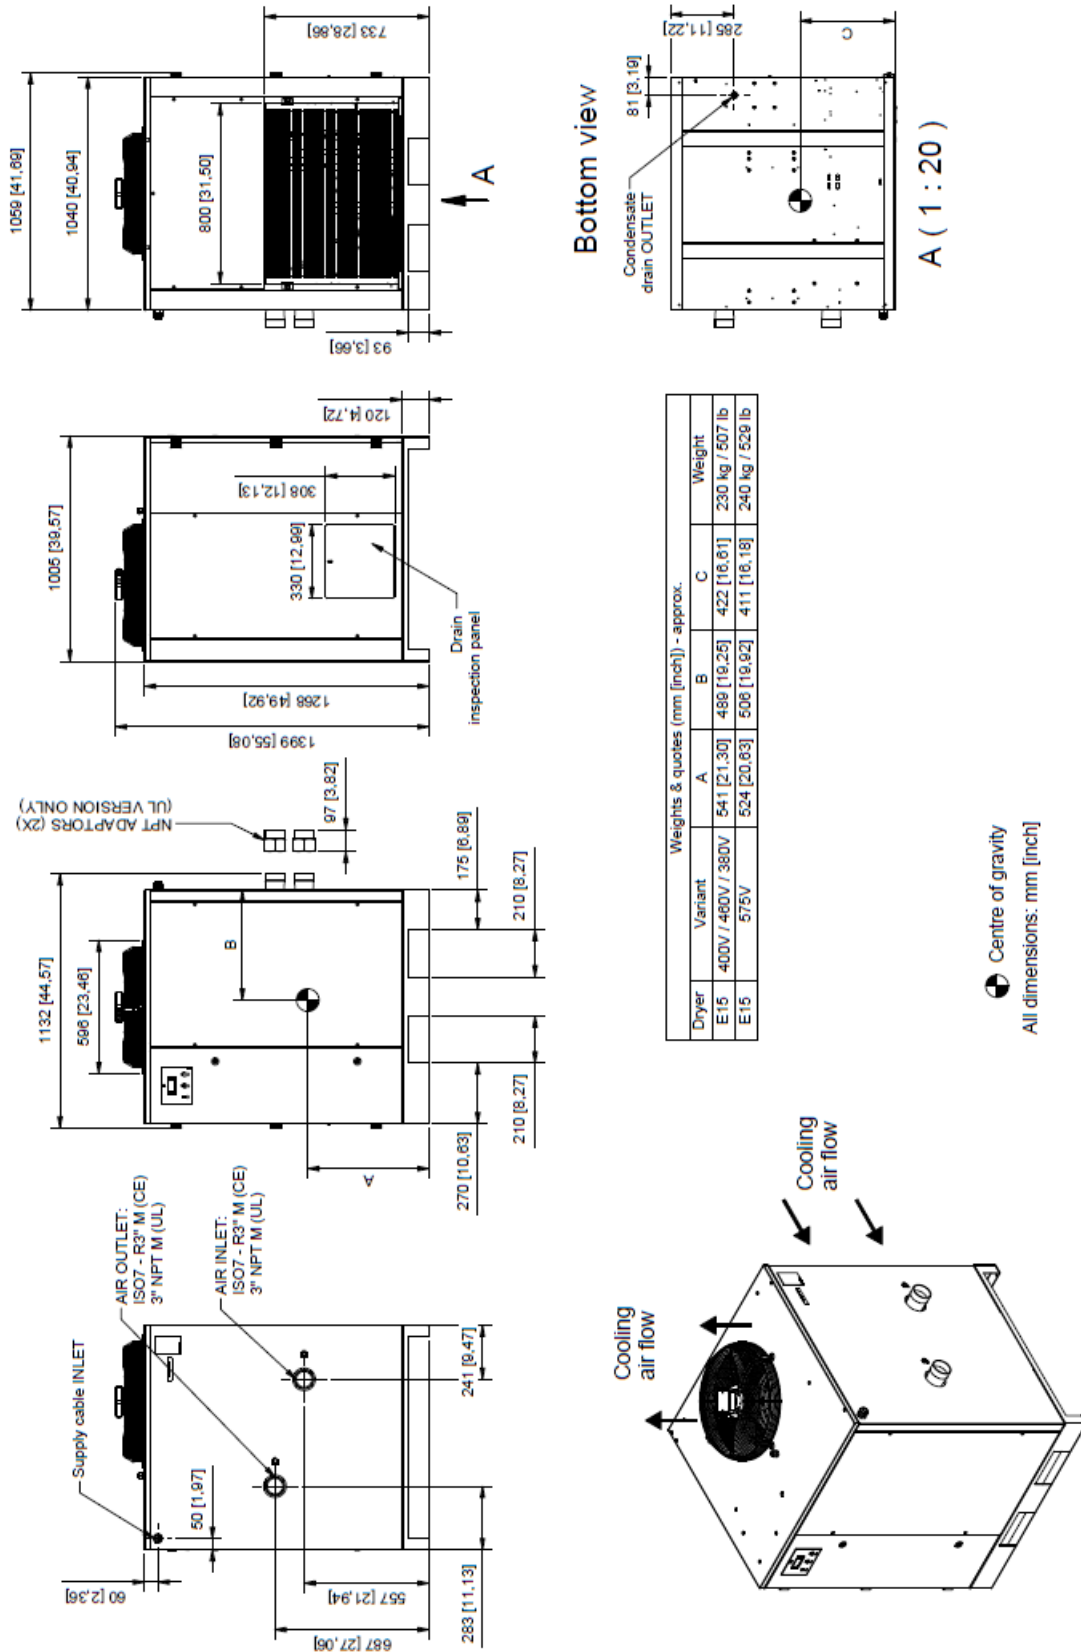 Supply cable INLET
AIR OUTLET:
ISO7 - R3" M (CE)
3" NPT M (UL)
AIR INLET:
ISO7 - R3" M (CE)
3" NPT M (UL)
60 [2,36]
50 [1,97]
687 [27,06]
557 [21,94]
283 [11,13]
241 [9,47]
1132 [44,57]
596 [23,46]
NPT ADAPTORS (2X)
(UL VERSION ONLY)
97 [3,82]
B
A
175 [6,89]
210 [8,27]
210 [8,27]
270 [10,63]
1005 [39,57]
1399 [55,08]
1268 [49,92]
330 [12,99]
308 [12,13]
120 [4,72]
Drain
inspection panel
1059 [41,69]
1040 [40,94]
800 [31,50]
733 [28,86]
93 [3,66]
A
Cooling
air flow
Cooling
air flow
Weights & quotes (mm [inch]) - approx.
Dryer Variant A B C Weight
E15 400V / 460V / 380V 541 [21,30] 489 [19,25] 422 [16,61] 230 kg / 507 lb
E15 575V 524 [20,63] 506 [19,92] 411 [16,18] 240 kg / 529 lb
Centre of gravity
All dimensions: mm [inch]
Bottom view
Condensate
drain OUTLET
81 [3,19]
285 [11,22]
C
A ( 1 : 20 )